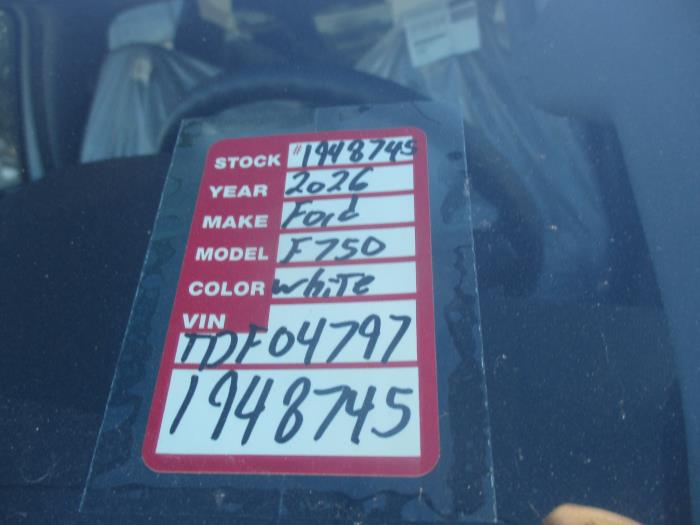 STOCK # 1948745
YEAR 2026
MAKE Ford
MODEL F750
COLOR white
VIN
TDF04797
1948745